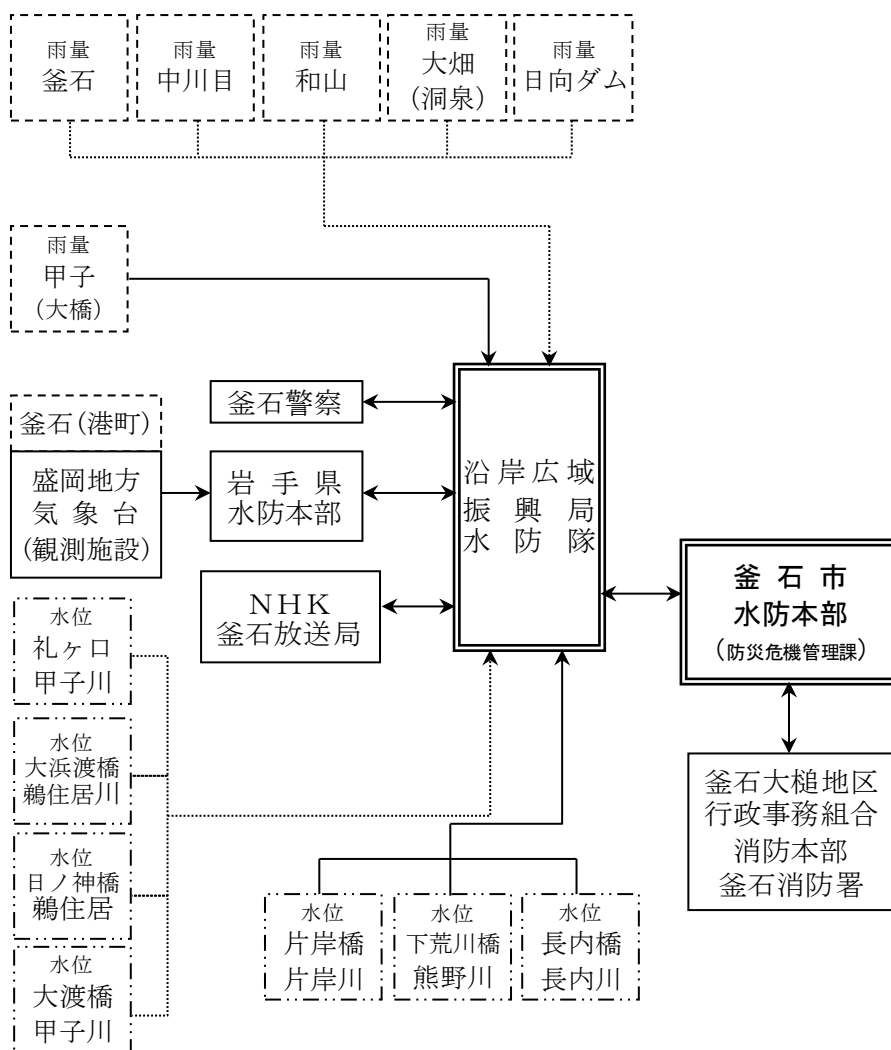 雨量
釜石
雨量
中川目
雨量
和山
雨量
大畑
(洞泉)
雨量
日向ダム
雨量
甲子
(大橋)
釜石警察
釜石(港町)
盛岡地方
気象台
(観測施設)
岩手県
水防本部
NHK
釜石放送局
沿岸広域
振興局
水防隊
釜石市
水防本部
(防災危機管理課)
釜石大槌地区
行政事務組合
消防本部
釜石消防署
水位
礼ヶ口
甲子川
水位
大浜渡橋
鵜住居川
水位
日ノ神橋
鵜住居
水位
大渡橋
甲子川
水位
片岸橋
片岸川
水位
下荒川橋
熊野川
水位
長内橋
長内川